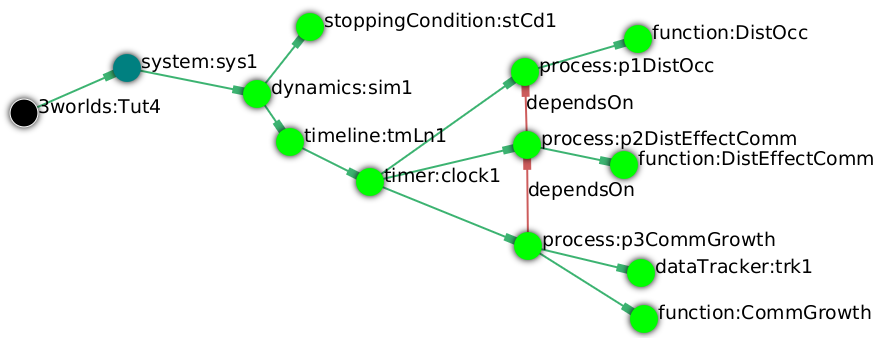 stoppingCondition:stCd1
function:DistOcc
system:sys1
process:p1DistOcc
dynamics:sim1
3worlds:Tut4
dependsOn
timeline:tmLn1
process:p2DistEffectComm
function:DistEffectComm
timer:clock1
dependsOn
process:p3CommGrowth
dataTracker:trk1
function:CommGrowth